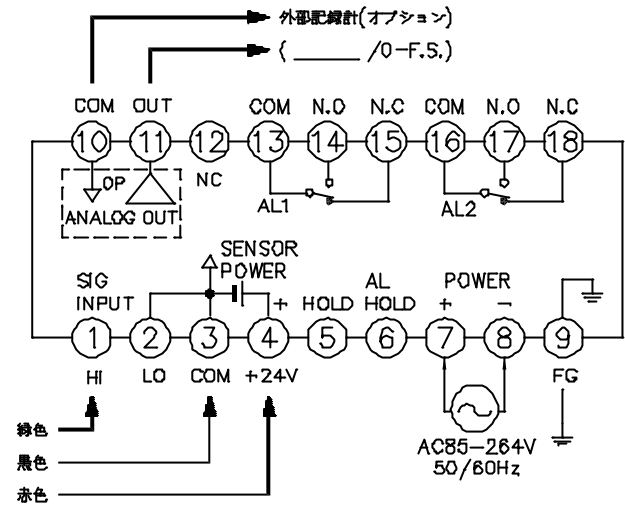 外部記録計(オプション)
( /0-F.S.)
COM OUT COM N.O N.C COM N.O N.C
10 11 12 13 14 15 16 17 18
OP NC
ANALOG OUT AL1 AL2
SENSOR
POWER
SIG
INPUT + HOLD AL
HOLD POWER
+ −
1 2 3 4 5 6 7 8 9
HI LO COM +24V FG
緑色
黒色
赤色
AC85-264V
50/60Hz